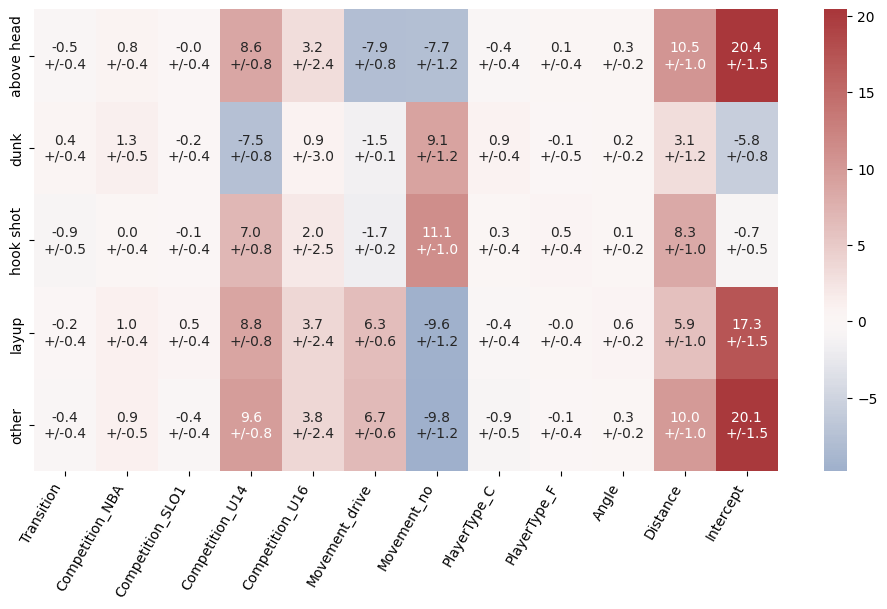 above head
-0.5 0.8 -0.0 8.6 3.2 -7.9 -7.7 -0.4 0.1 0.3 10.5 20.4
+/-0.4 +/-0.4 +/-0.4 +/-0.8 +/-2.4 +/-0.8 +/-1.2 +/-0.4 +/-0.4 +/-0.2 +/-1.0 +/-1.5
dunk
0.4 1.3 -0.2 -7.5 0.9 -1.5 9.1 0.9 -0.1 0.2 3.1 -5.8
+/-0.4 +/-0.5 +/-0.4 +/-0.8 +/-3.0 +/-0.1 +/-1.2 +/-0.4 +/-0.5 +/-0.2 +/-1.2 +/-0.8
hook shot
-0.9 0.0 -0.1 7.0 2.0 -1.7 11.1 0.3 0.5 0.1 8.3 -0.7
+/-0.5 +/-0.4 +/-0.4 +/-0.8 +/-2.5 +/-0.2 +/-1.0 +/-0.4 +/-0.4 +/-0.2 +/-1.0 +/-0.5
layup
-0.2 1.0 0.5 8.8 3.7 6.3 -9.6 -0.4 -0.0 0.6 5.9 17.3
+/-0.4 +/-0.4 +/-0.4 +/-0.8 +/-2.4 +/-0.6 +/-1.2 +/-0.4 +/-0.4 +/-0.2 +/-1.0 +/-1.5
other
-0.4 0.9 -0.4 9.6 3.8 6.7 -9.8 -0.9 -0.1 0.3 10.0 20.1
+/-0.4 +/-0.5 +/-0.4 +/-0.8 +/-2.4 +/-0.6 +/-1.2 +/-0.5 +/-0.4 +/-0.2 +/-1.0 +/-1.5
Transition
Competition_NBA
Competition_SLO1
Competition_U14
Competition_U16
Movement_drive
Movement_no
PlayerType_C
PlayerType_F
Angle
Distance
Intercept
20
15
10
5
0
−5